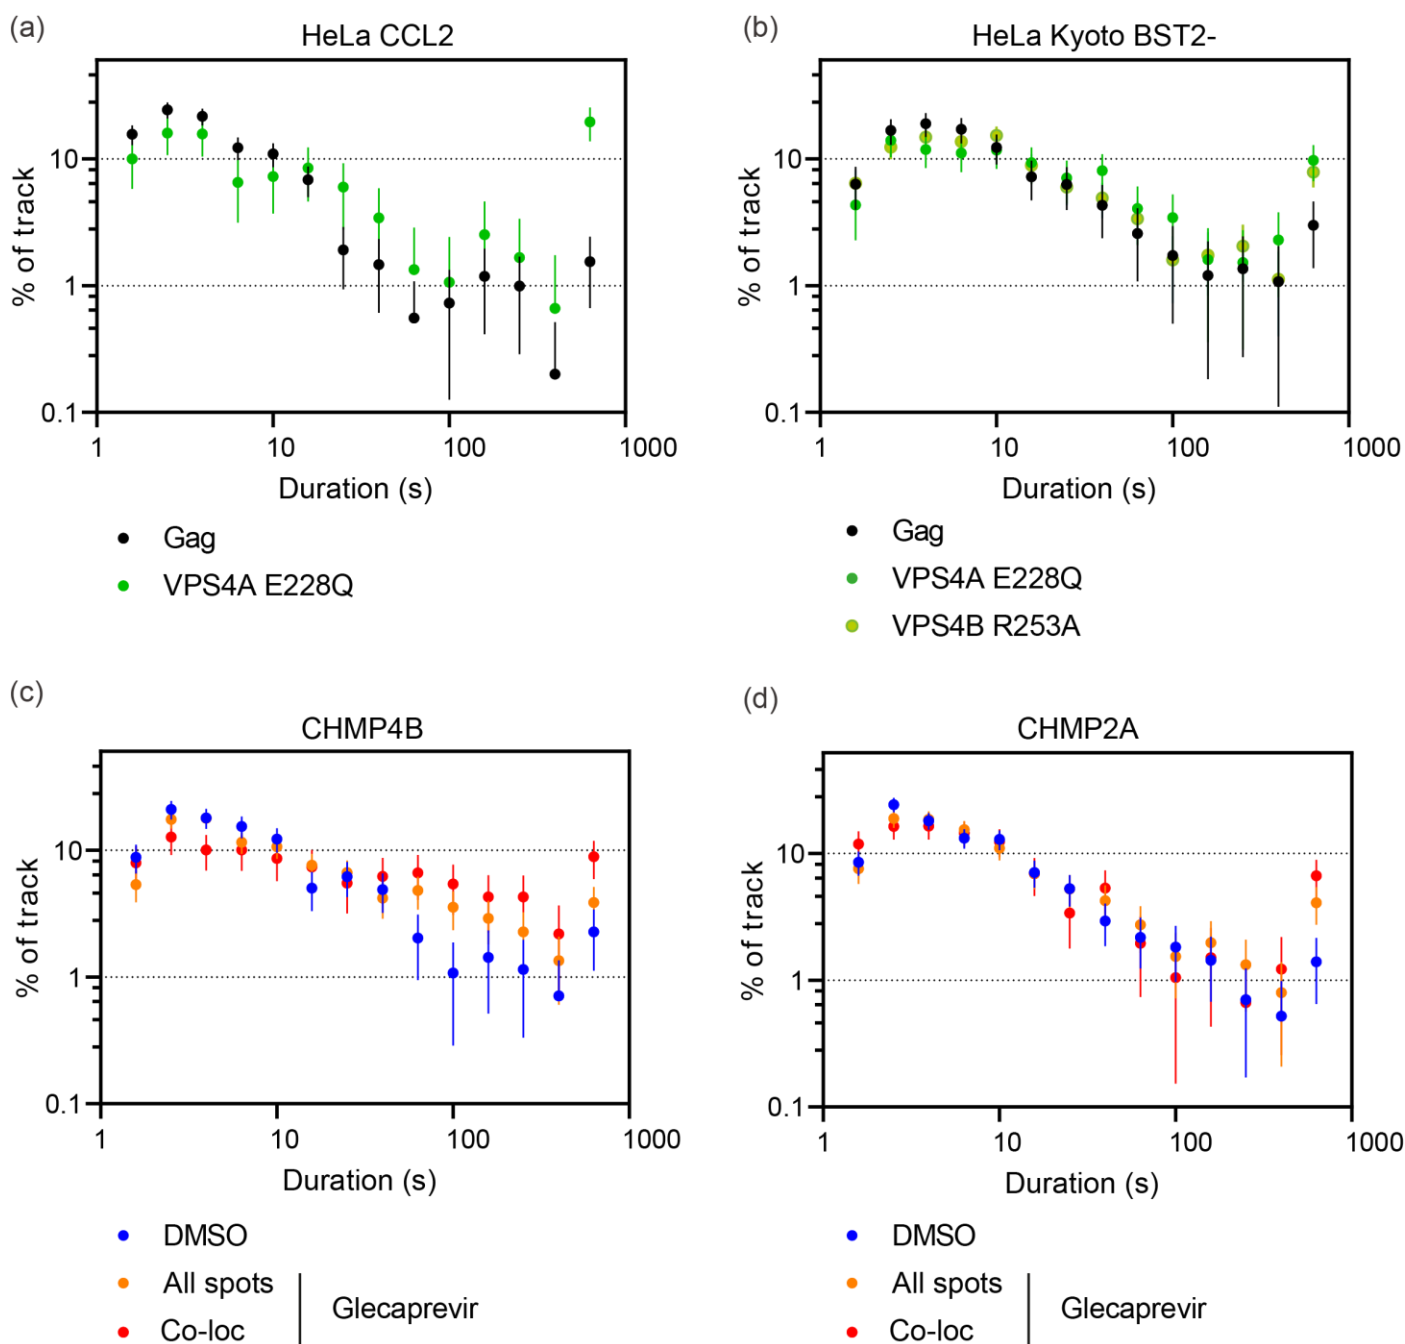 (a)
HeLa CCL2
% of track
10
1
0.1
1 10 100 1000
Duration (s)
Gag
VPS4A E228Q
(b)
HeLa Kyoto BST2-
% of track
10
1
0.1
1 10 100 1000
Duration (s)
Gag
VPS4A E228Q
VPS4B R253A
(c)
CHMP4B
% of track
10
1
0.1
1 10 100 1000
Duration (s)
DMSO
All spots
Co-loc
Glecaprevir
(d)
CHMP2A
% of track
10
1
0.1
1 10 100 1000
Duration (s)
DMSO
All spots
Co-loc
Glecaprevir